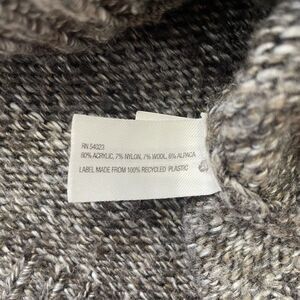 RN 54023
80% ACRYLIC, 7% NYLON, 7% WOOL, 6% ALPACA
LABEL MADE FROM 100% RECYCLED PLASTIC